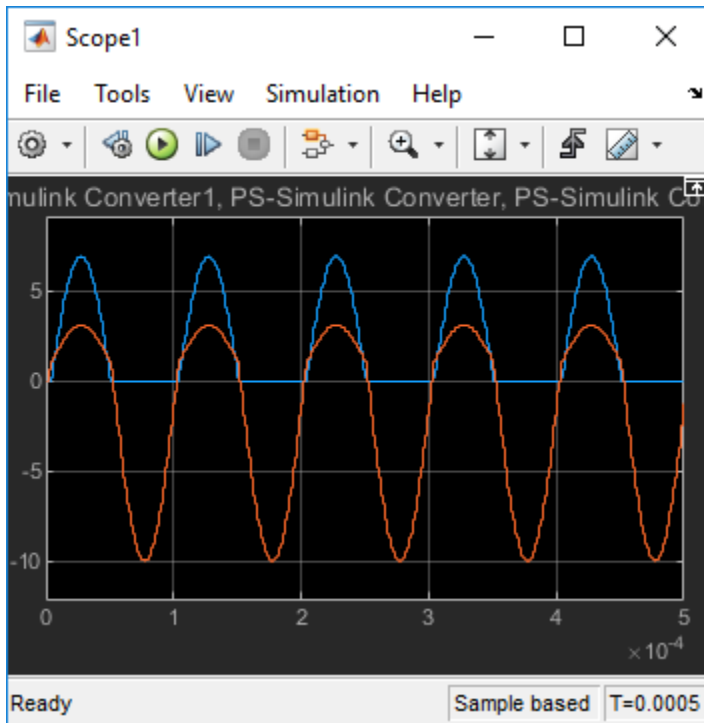 Scope1
File Tools View Simulation Help
mulink Converter1, PS-Simulink Converter, PS-Simulink Co
5
0
-5
-10
0 1 2 3 4 5
×10-4
Ready Sample based T=0.0005